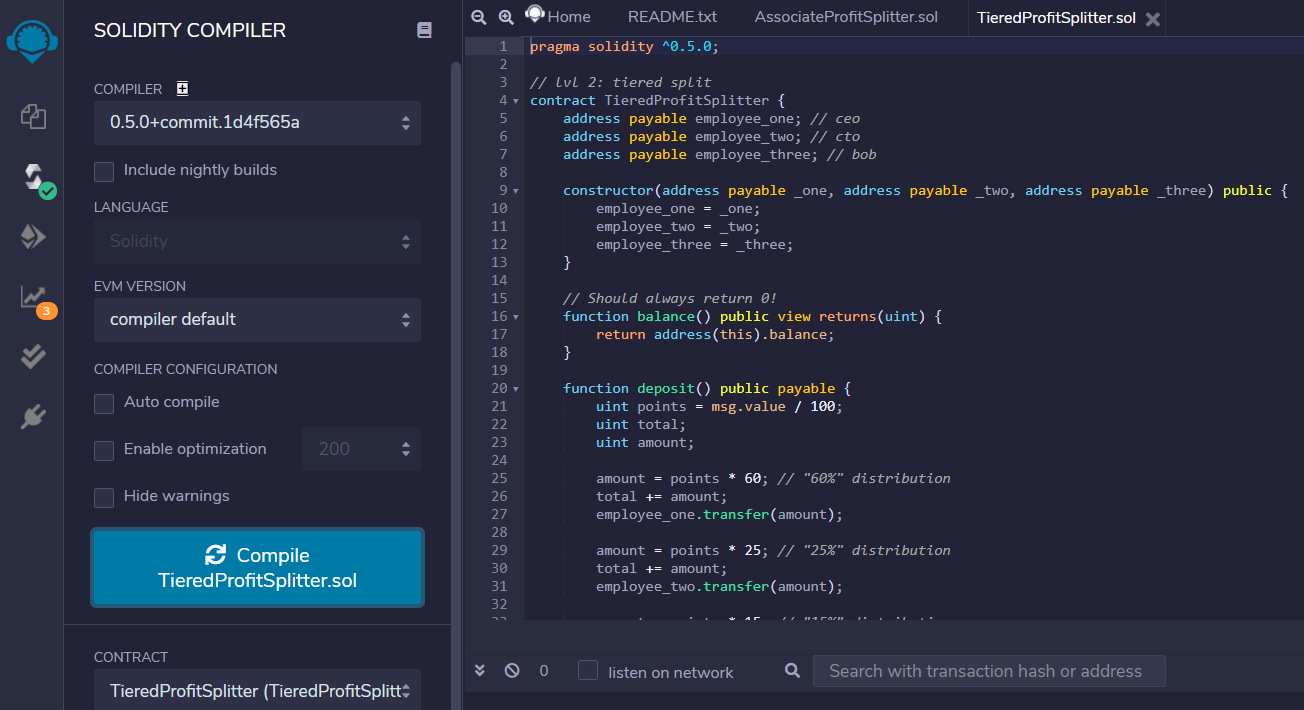 SOLIDITY COMPILER
COMPILER
0.5.0+commit.1d4f565a
Include nightly builds
LANGUAGE
Solidity
EVM VERSION
compiler default
COMPILER CONFIGURATION
Auto compile
Enable optimization 200
Hide warnings
Compile
TieredProfitSplitter.sol
CONTRACT
TieredProfitSplitter (TieredProfitSplitt
3
Home README.txt AssociateProfitSplitter.sol TieredProfitSplitter.sol
1 pragma solidity ^0.5.0;
2
3 // lvl 2: tiered split
4 contract TieredProfitSplitter {
5 address payable employee_one; // ceo
6 address payable employee_two; // cto
7 address payable employee_three; // bob
8
9 constructor(address payable _one, address payable _two, address payable _three) public {
10 employee_one = _one;
11 employee_two = _two;
12 employee_three = _three;
13 }
14
15 // Should always return 0!
16 function balance() public view returns(uint) {
17 return address(this).balance;
18 }
19
20 function deposit() public payable {
21 uint points = msg.value / 100;
22 uint total;
23 uint amount;
24
25 amount = points * 60; // "60%" distribution
26 total += amount;
27 employee_one.transfer(amount);
28
29 amount = points * 25; // "25%" distribution
30 total += amount;
31 employee_two.transfer(amount);
32
0 listen on network Search with transaction hash or address